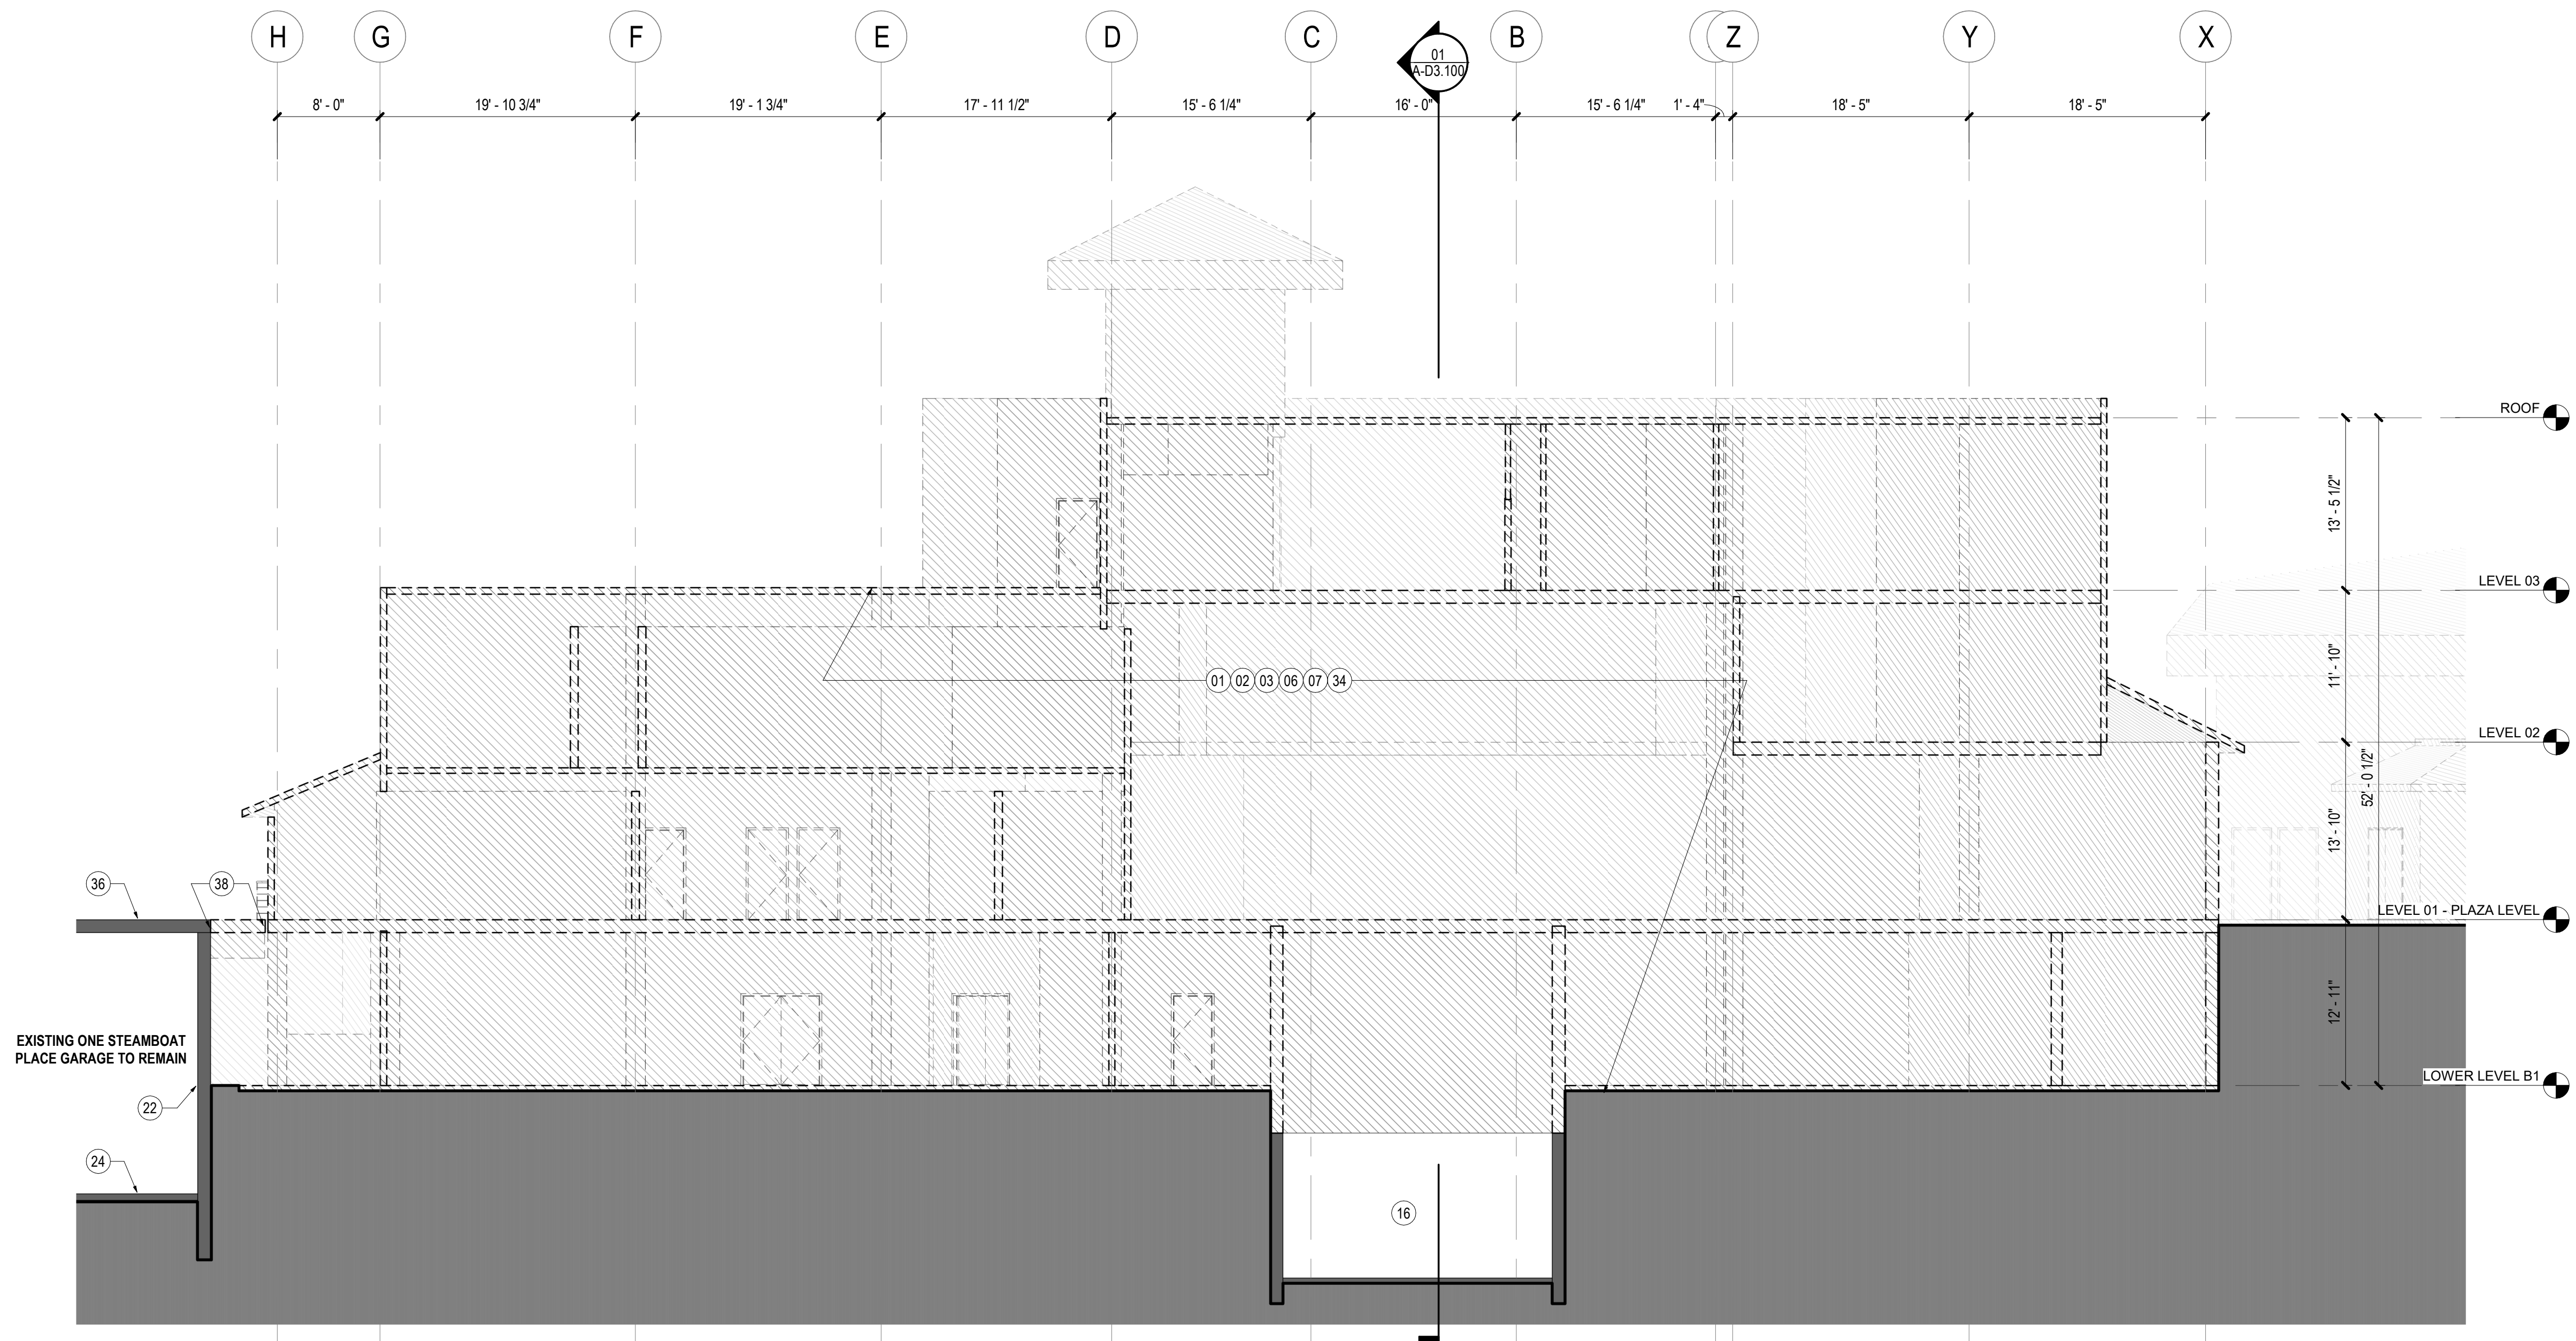 H G F E D C B Z Y X
01
A-D3.100
8' - 0" 19' - 10 3/4" 19' - 1 3/4" 17' - 11 1/2" 15' - 6 1/4" 16' - 0" 15' - 6 1/4" 1' - 4" 18' - 5" 18' - 5"
ROOF
13' - 5 1/2"
LEVEL 03
11' - 10"
01 02 03 06 07 34
LEVEL 02
52' - 0 1/2"
13' - 10"
36
38
LEVEL 01 - PLAZA LEVEL
12' - 11"
EXISTING ONE STEAMBOAT
PLACE GARAGE TO REMAIN
LOWER LEVEL B1
22
24
16